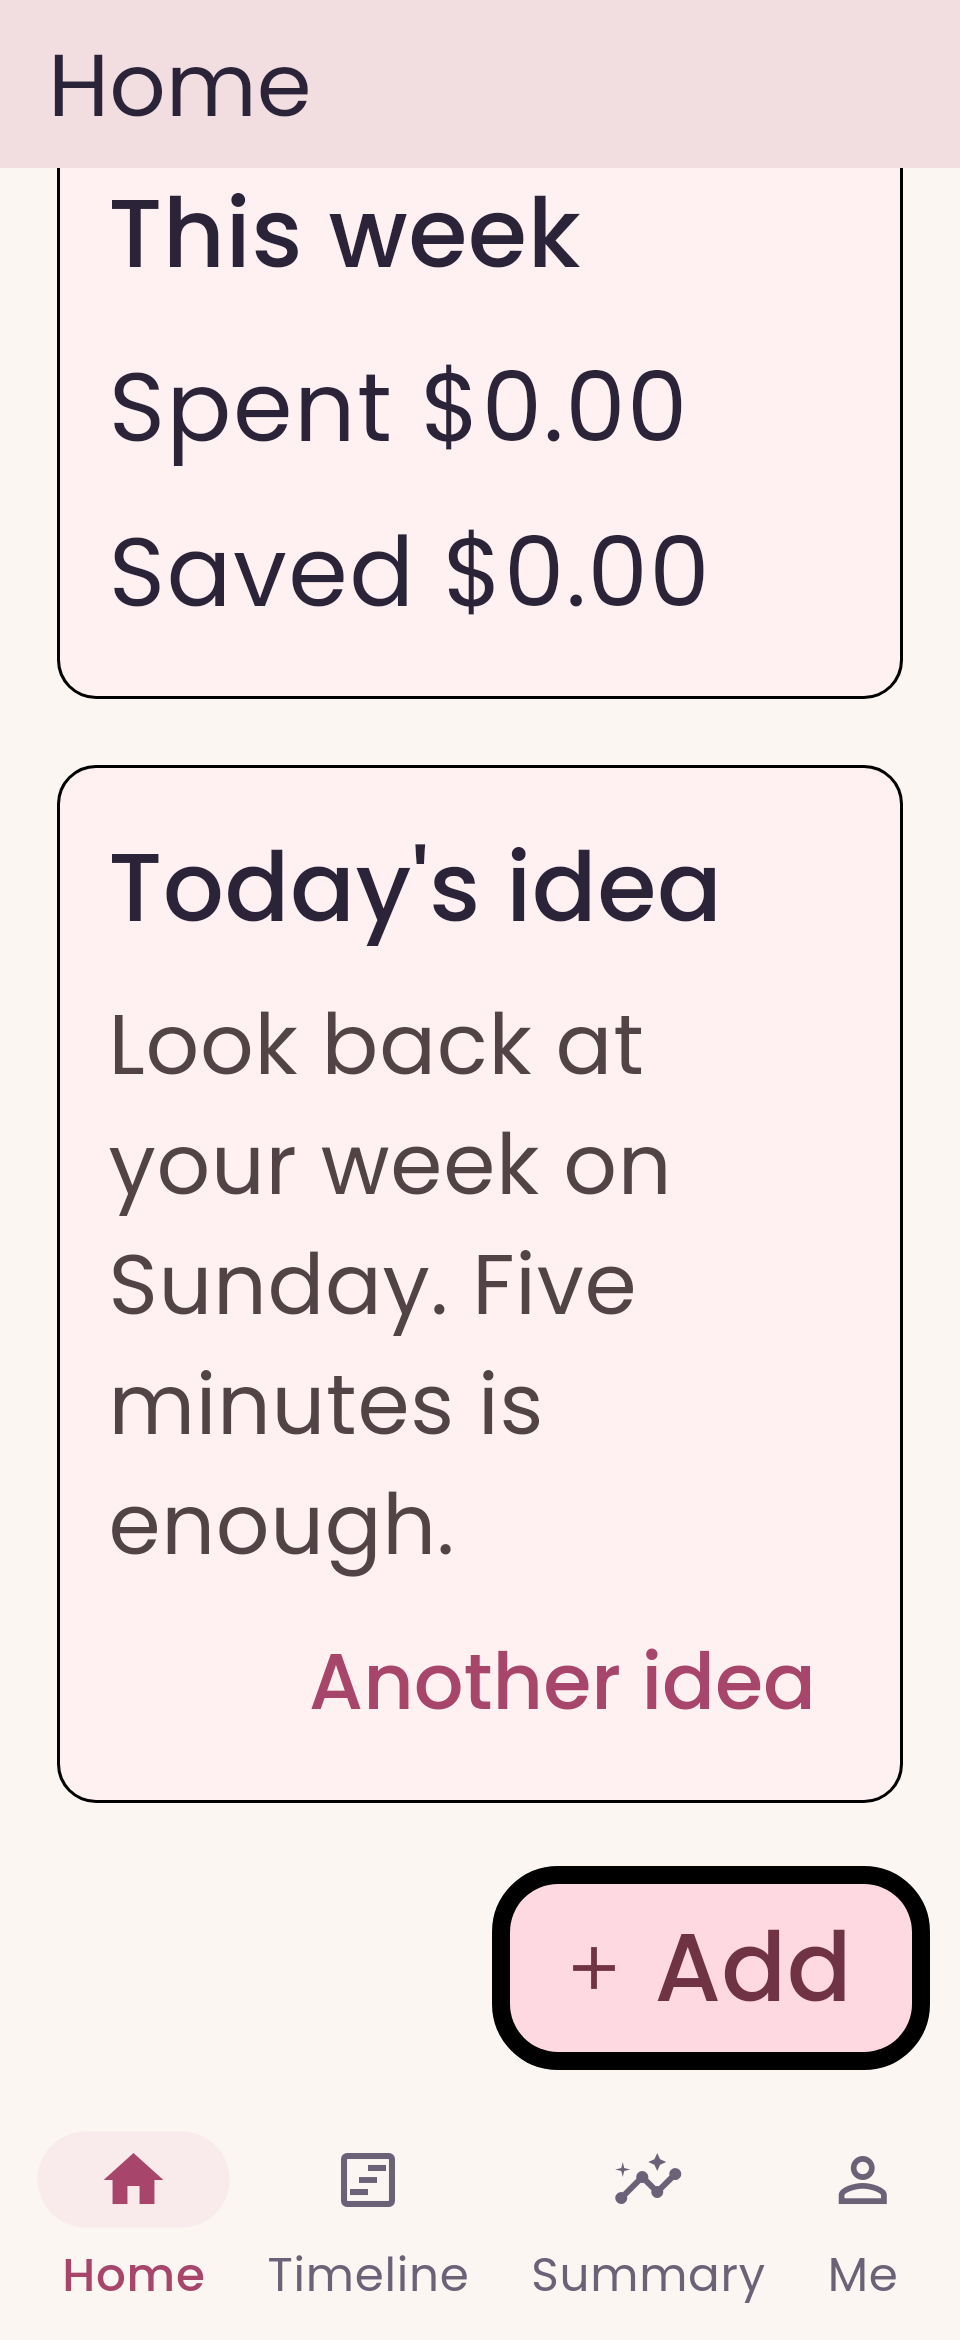 Home
This week
Spent $0.00
Saved $0.00
Today's idea
Look back at
your week on
Sunday. Five
minutes is
enough.
Another idea
+ Add
Home Timeline Summary Me